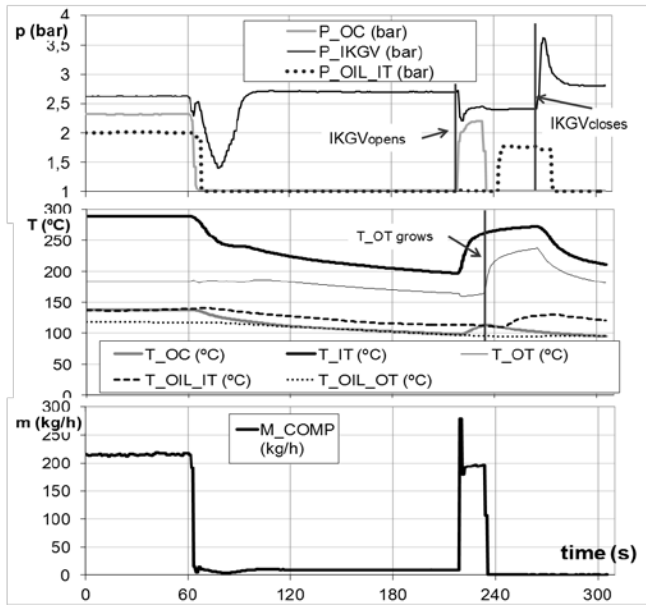 p (bar)
4
3,5
3
2,5
2
1,5
1
P_OC (bar)
P_IKGV (bar)
P_OIL_IT (bar)
IKGVopens
IKGVcloses
T (ºC)
300
250
200
150
100
50
0
T_OT grows
T_OC (ºC) T_IT (ºC) T_OT (ºC)
T_OIL_IT (ºC) T_OIL_OT (ºC)
m (kg/h)
300
250
200
150
100
50
0
M_COMP
(kg/h)
time (s)
0 60 120 180 240 300